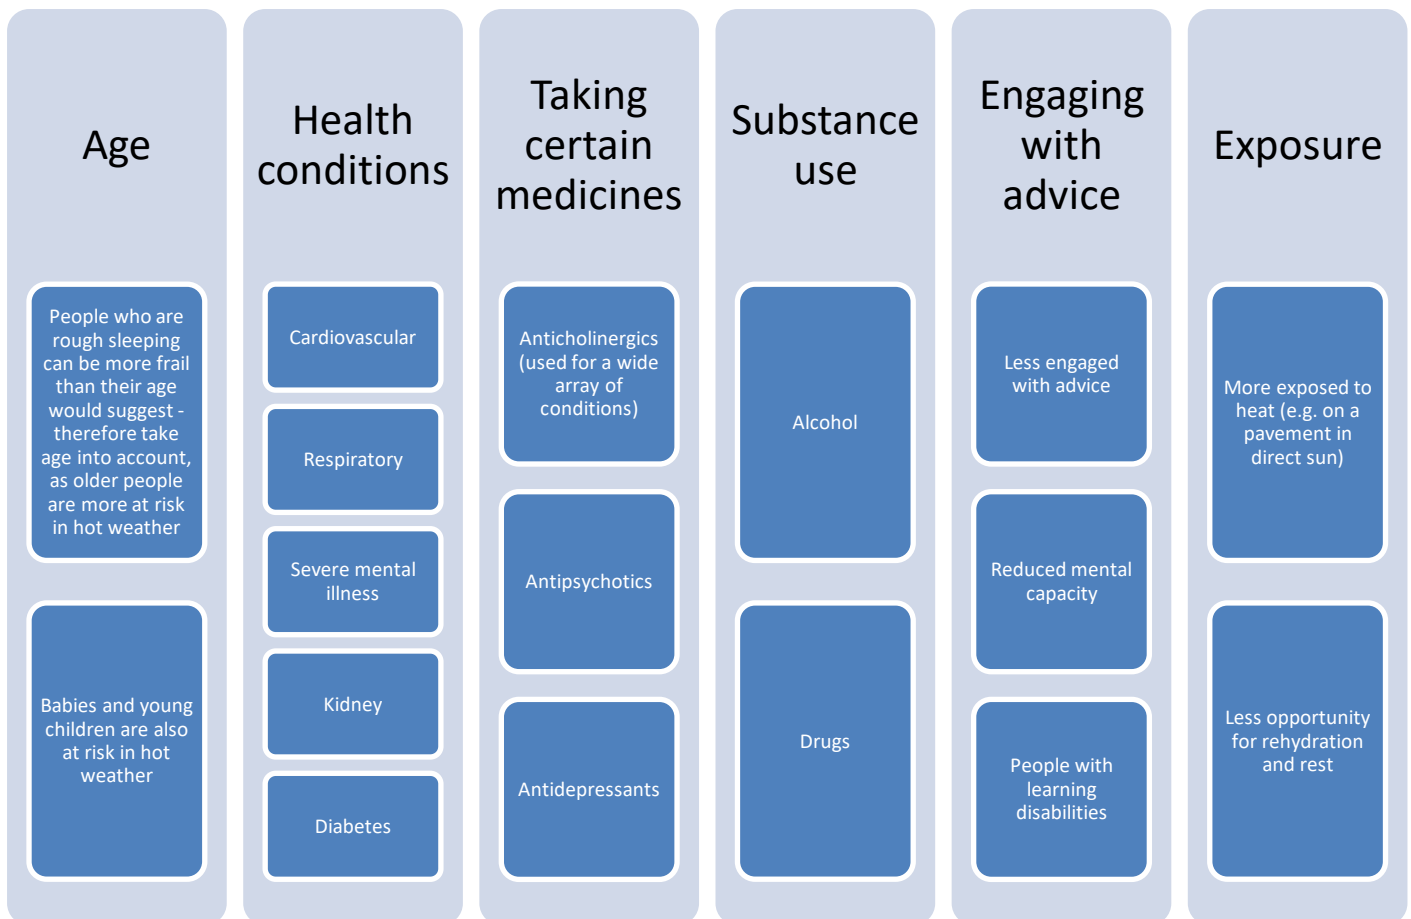 Age
People who are
rough sleeping
can be more frail
than their age
would suggest -
therefore take
age into account,
as older people
are more at risk
in hot weather
Babies and young
children are also
at risk in hot
weather
Health
conditions
Cardiovascular
Respiratory
Severe mental
illness
Kidney
Diabetes
Taking
certain
medicines
Anticholinergics
(used for a wide
array of
conditions)
Antipsychotics
Antidepressants
Substance
use
Alcohol
Drugs
Engaging
with
advice
Less engaged
with advice
Reduced mental
capacity
People with
learning
disabilities
Exposure
More exposed to
heat (e.g. on a
pavement in
direct sun)
Less opportunity
for rehydration
and rest